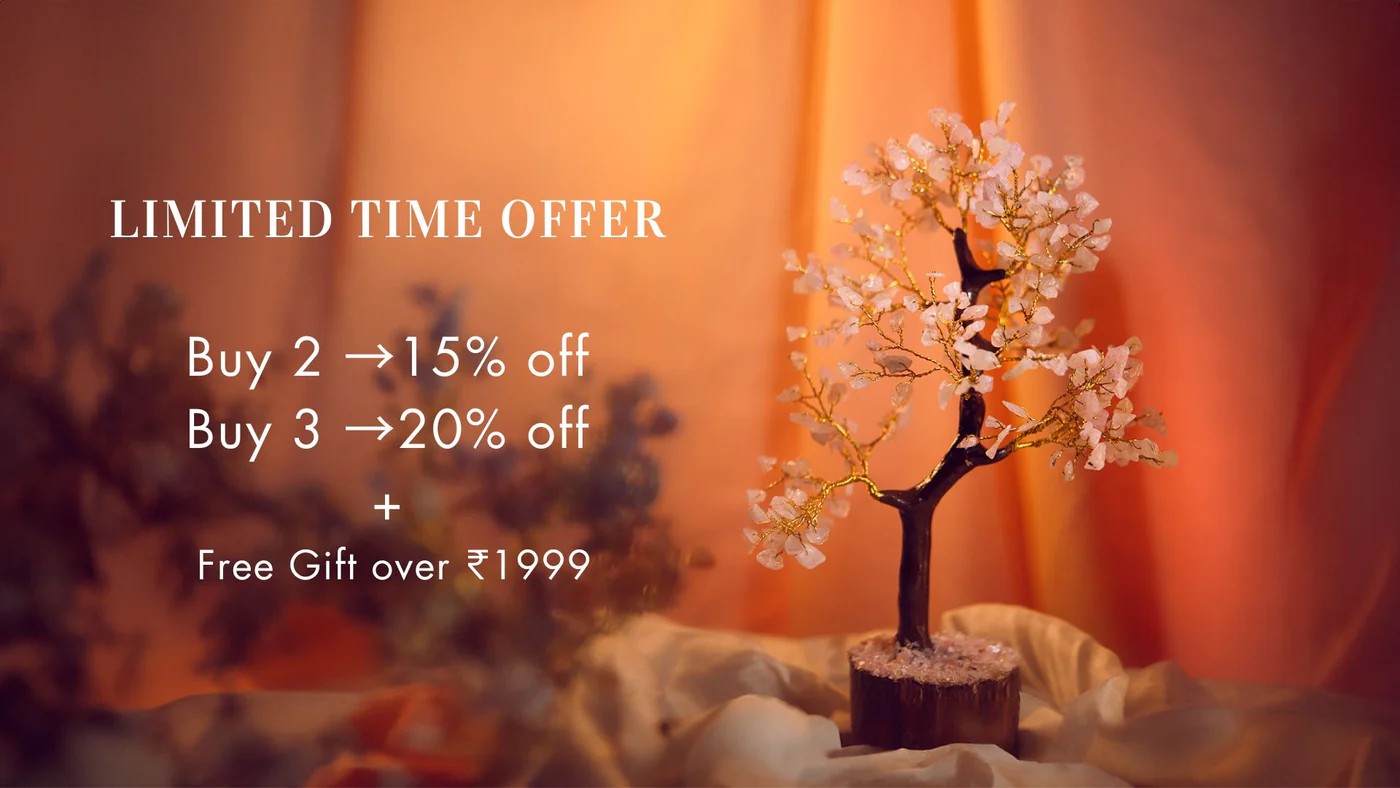 LIMITED TIME OFFER
Buy 2 →15% off
Buy 3 →20% off
+
Free Gift over ₹1999